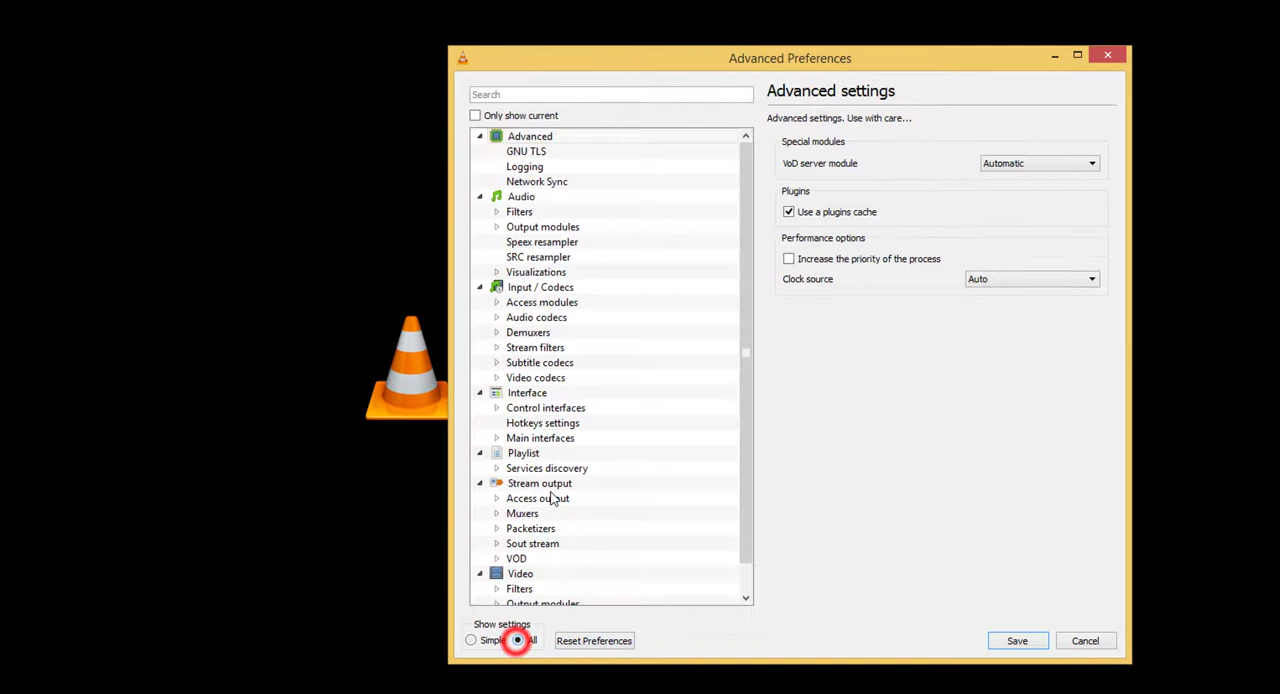 Advanced Preferences
Search
Only show current
Advanced
GNU TLS
Logging
Network Sync
Audio
Filters
Output modules
Speex resampler
SRC resampler
Visualizations
Input / Codecs
Access modules
Audio codecs
Demuxers
Stream filters
Subtitle codecs
Video codecs
Interface
Control interfaces
Hotkeys settings
Main interfaces
Playlist
Services discovery
Stream output
Access output
Muxers
Packetizers
Sout stream
VOD
Video
Filters
Output modules
Show settings
Simple All
Reset Preferences
Advanced settings
Advanced settings. Use with care...
Special modules
VoD server module Automatic
Plugins
Use a plugins cache
Performance options
Increase the priority of the process
Clock source Auto
Save Cancel